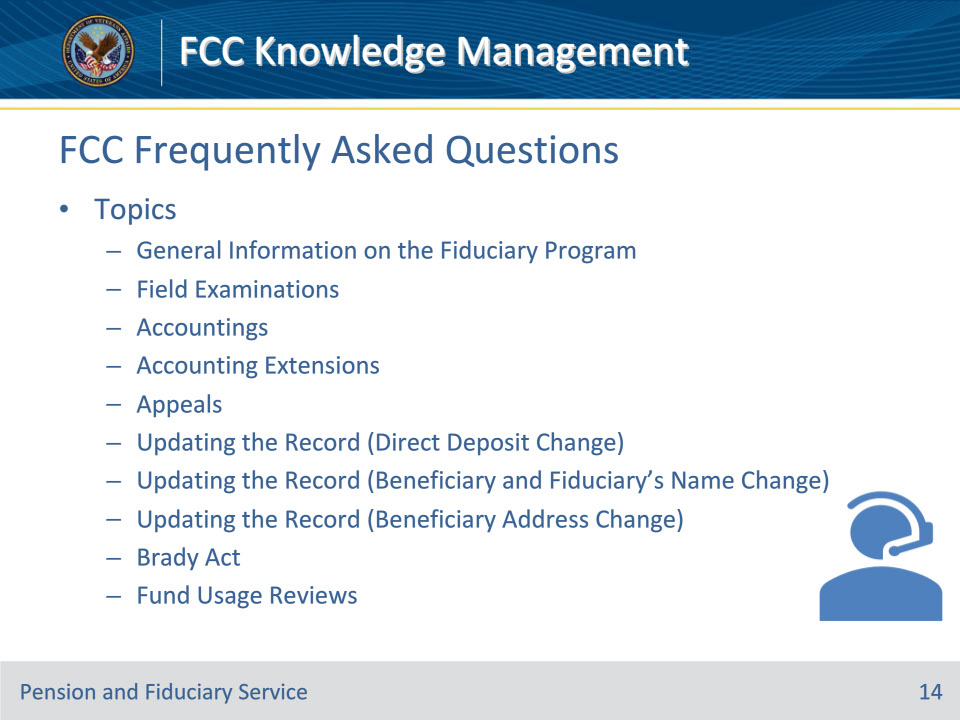 FCC Knowledge Management
FCC Frequently Asked Questions
• Topics
– General Information on the Fiduciary Program
– Field Examinations
– Accountings
– Accounting Extensions
– Appeals
– Updating the Record (Direct Deposit Change)
– Updating the Record (Beneficiary and Fiduciary’s Name Change)
– Updating the Record (Beneficiary Address Change)
– Brady Act
– Fund Usage Reviews
Pension and Fiduciary Service
14